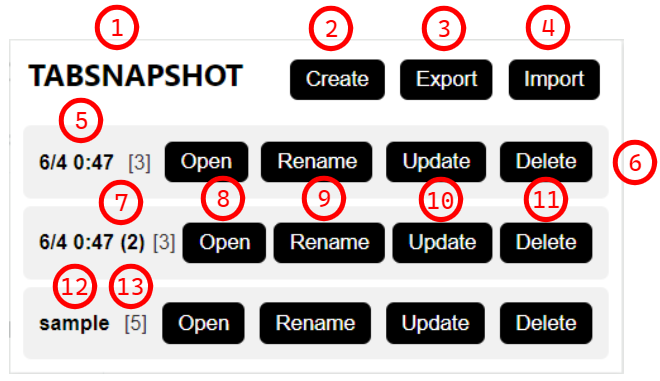 1 2 3 4
TABSNAPSHOT Create Export Import
5
6/4 0:47 [3] Open Rename Update Delete 6
7 8 9 10 11
6/4 0:47 (2) [3] Open Rename Update Delete
12 13
sample [5] Open Rename Update Delete